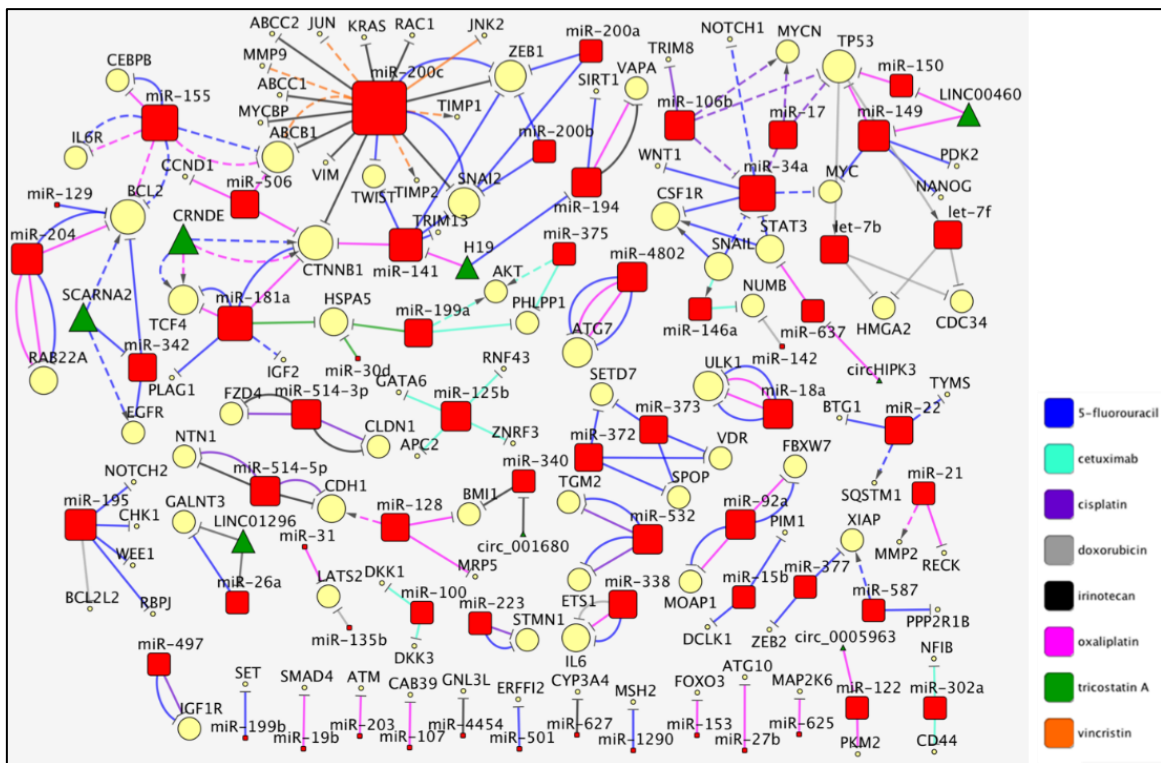 ABCC2
JUN
KRAS
RAC1
JNK2
miR-200a
NOTCH1
MYCN
TP53
MMP9
miR-200c
ZEB1
TRIM8
CEBPB
SIRT1
VAPA
miR-150
miR-155
ABCC1
LINC00460
miR-106b
miR-17
miR-149
MYCBP
TIMP1
miR-200b
IL6R
ABCB1
CCND1
VIM
WNT1
miR-34a
PDK2
miR-506
TIMP2
SNAI2
miR-129
BCL2
TWIST
miR-194
CSF1R
MYC
NANOG
miR-204
CRNDE
TRIM13
STAT3
let-7b
let-7f
H19
miR-375
SNAIL
CTNNB1
miR-141
miR-4802
SCARNA2
miR-181a
HSPA5
AKT
PHLPP1
NUMB
TCF4
miR-199a
miR-146a
miR-637
HMGA2
CDC34
miR-342
ATG7
miR-142
RAB22A
miR-30d
IGF2
circHIPK3
PLAG1
RNF43
ULK1
GATA6
SETD7
miR-18a
TYMS
FZD4
miR-514-3p
miR-125b
miR-373
BTG1
miR-22
EGFR
miR-372
NTN1
CLDN1
APC2
ZNRF3
VDR
FBXW7
NOTCH2
miR-514-5p
miR-340
SPOP
SQSTM1
miR-21
miR-195
GALNT3
CDH1
miR-128
BMI1
TGM2
miR-92a
CHK1
LINC01296
miR-532
PIM1
XIAP
MMP2
miR-31
circ_001680
RECK
WEE1
miR-26a
LATS2
DKK1
MRP5
miR-377
BCL2L2
RBPJ
miR-100
ETS1
miR-338
miR-15b
miR-587
miR-223
MOAP1
miR-135b
STMN1
DCLK1
ZEB2
PPP2R1B
miR-497
DKK3
circ_0005963
IL6
NFIB
SET
SMAD4
ATM
CAB39
GNL3L
ERFFI2
CYP3A4
MSH2
FOXO3
ATG10
MAP2K6
miR-122
miR-302a
IGF1R
miR-199b
miR-203
miR-4454
miR-627
miR-153
miR-625
miR-19b
miR-107
miR-501
miR-1290
miR-27b
PKM2
CD44
5-fluorouracil
cetuximab
cisplatin
doxorubicin
irinotecan
oxaliplatin
tricostatin A
vincristin